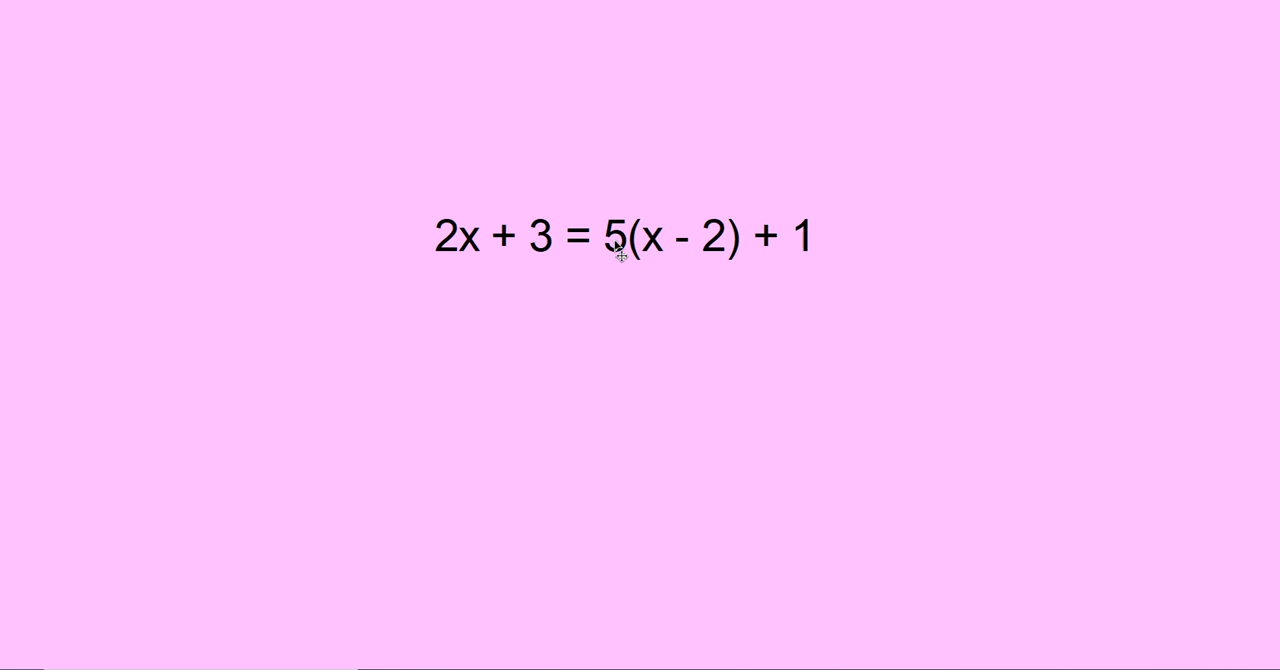 2x + 3 = 5(x - 2) + 1